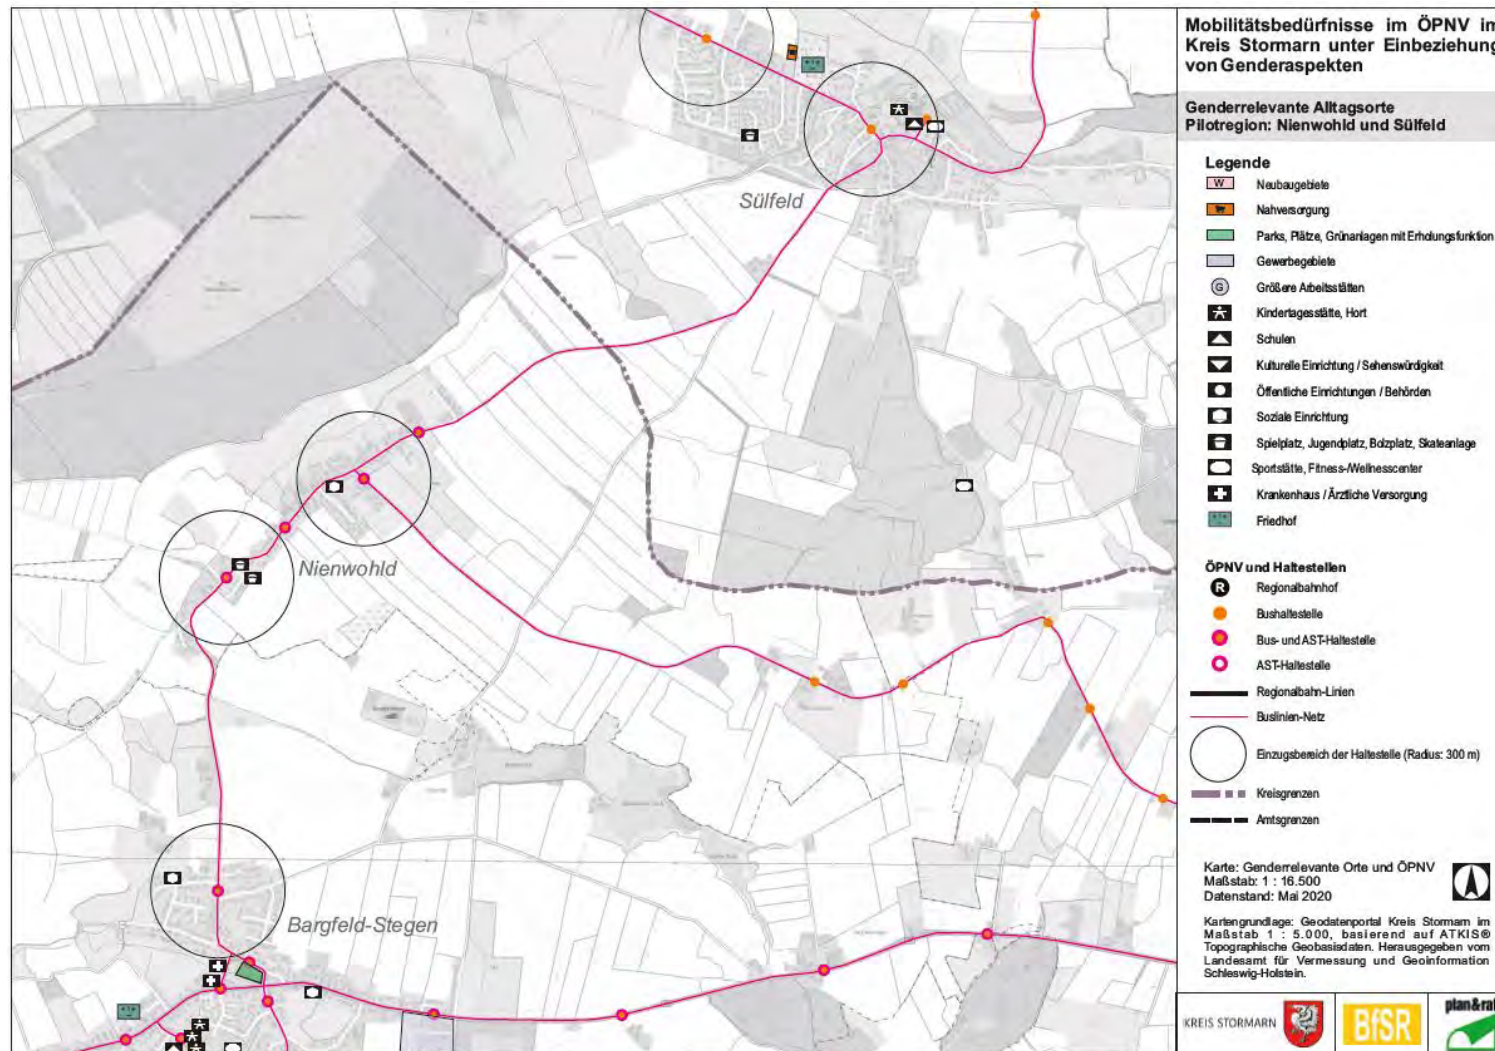 Mobilitätsbedürfnisse im ÖPNV im
Kreis Stormarn unter Einbeziehung
von Genderaspekten
Genderrelevante Alltagsorte
Pilotregion: Nienwohld und Sülfeld
Legende
W Neubaugebiete
Nahversorgung
Parks, Plätze, Grünanlagen mit Erholungsfunktion
Gewerbegebiete
G Größere Arbeitsstätten
Kindertagesstätte, Hort
Schulen
Kulturelle Einrichtung / Sehenswürdigkeit
Öffentliche Einrichtungen / Behörden
Soziale Einrichtung
Spielplatz, Jugendplatz, Bolzplatz, Skateanlage
Sportstätte, Fitness-/Wellnesscenter
Krankenhaus / Ärztliche Versorgung
Friedhof
ÖPNV und Haltestellen
R Regionalbahnhof
Bushaltestelle
Bus- und AST-Haltestelle
AST-Haltestelle
Regionalbahn-Linien
Buslinien-Netz
Einzugsbereich der Haltestelle (Radius: 300 m)
Kreisgrenzen
Amtsgrenzen
Karte: Genderrelevante Orte und ÖPNV
Maßstab: 1 : 16.500
Datenstand: Mai 2020
Kartengrundlage: Geodatenportal Kreis Stormarn im
Maßstab 1 : 5.000, basierend auf ATKIS®
Topographische Geobasisdaten. Herausgegeben vom
Landesamt für Vermessung und Geoinformation
Schleswig-Holstein.
KREIS STORMARN
BfSR
plan&rat
Sülfeld
Nienwohld
Bargfeld-Stegen